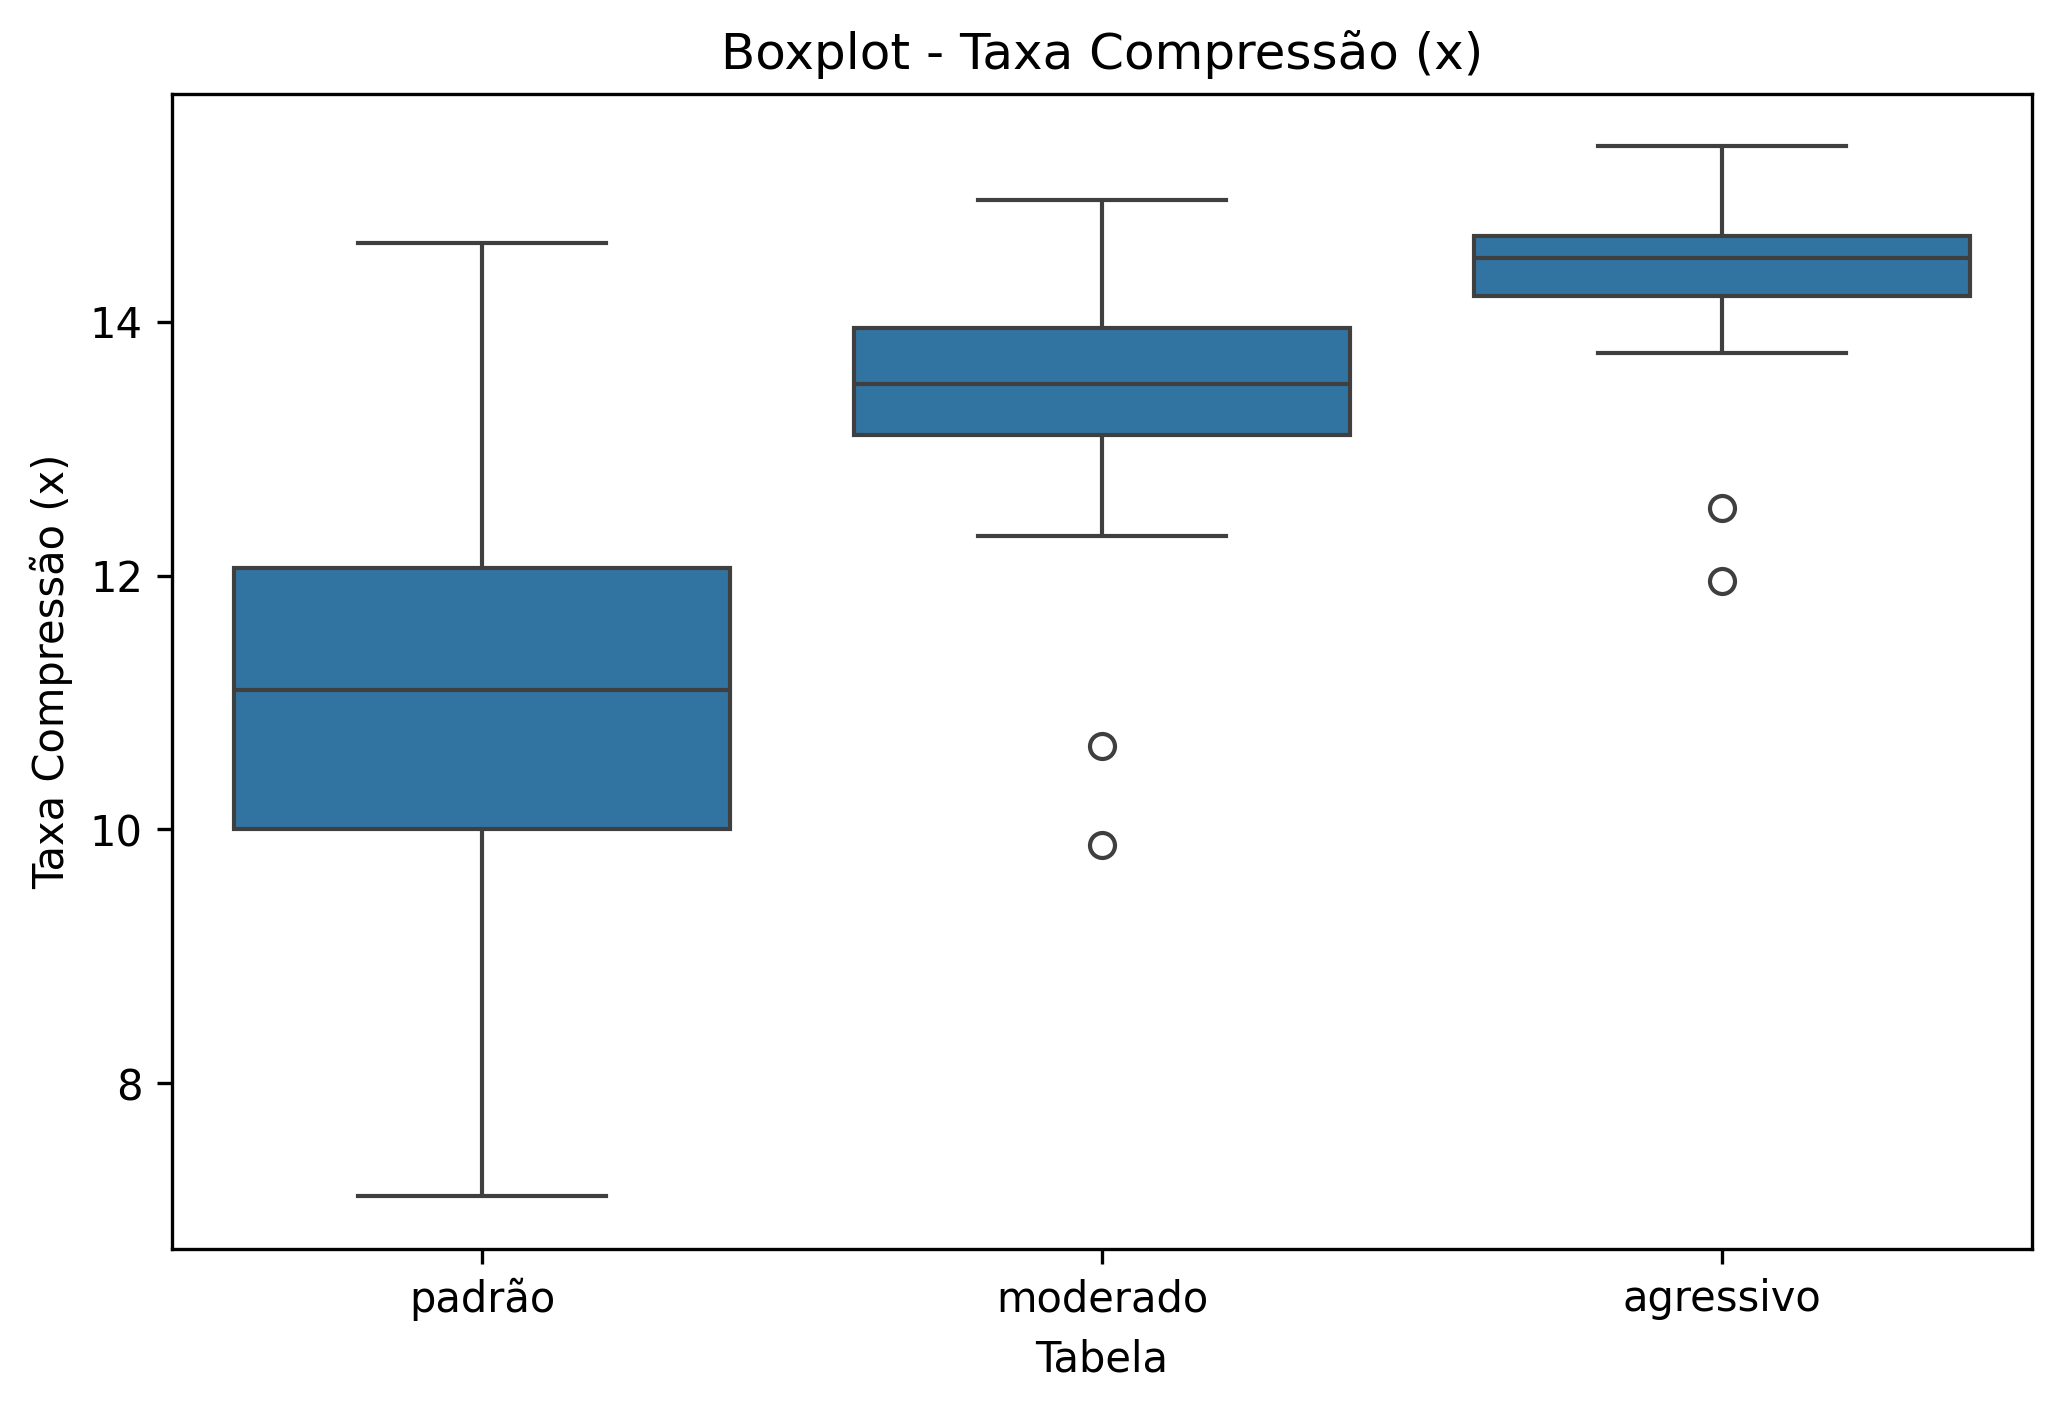 Boxplot - Taxa Compressão (x)
Taxa Compressão (x)
14
12
10
8
padrão moderado agressivo
Tabela